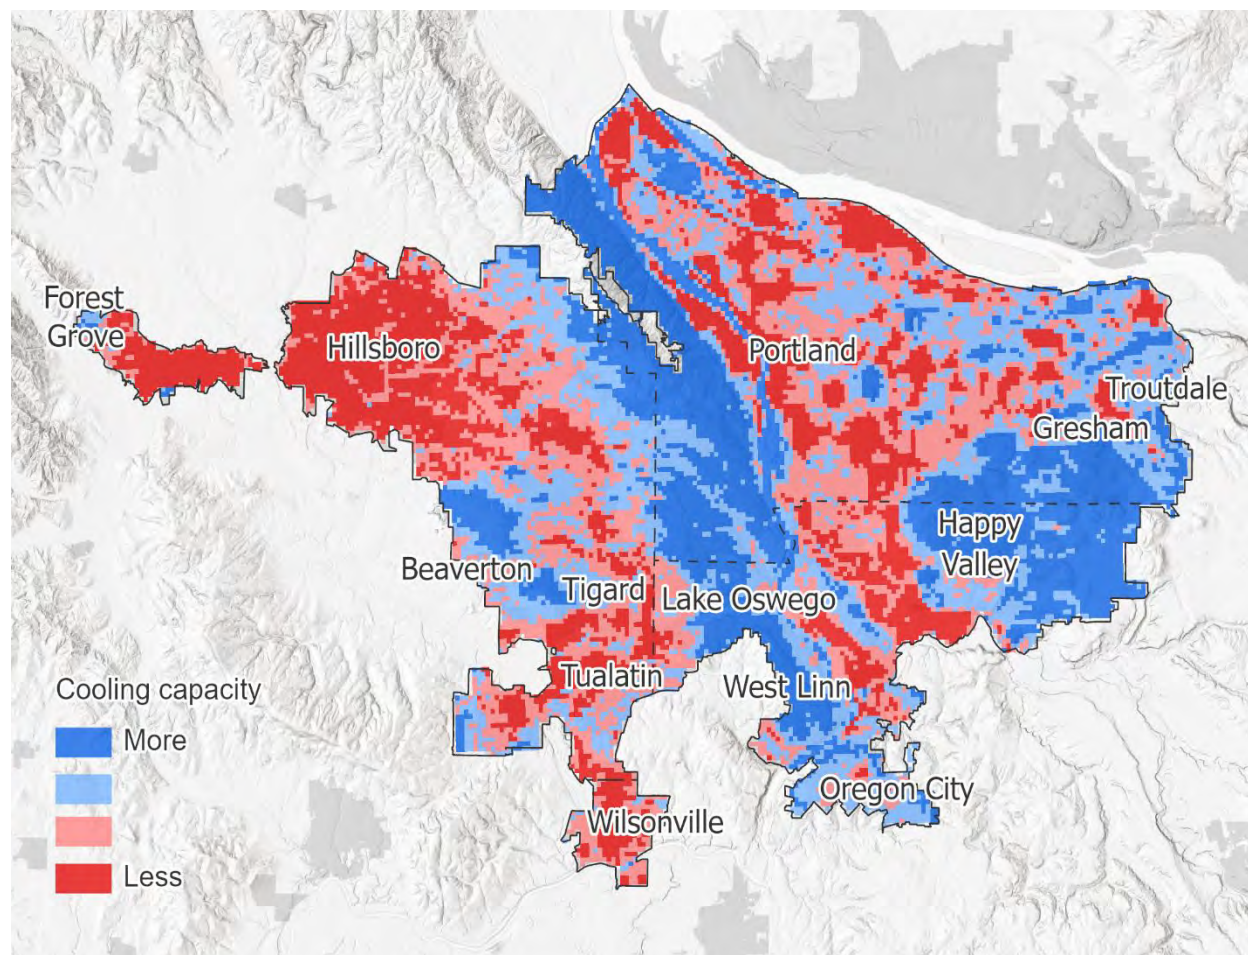 Forest
Grove
Hillsboro
Portland
Troutdale
Gresham
Happy
Valley
Beaverton
Tigard
Lake Oswego
Tualatin
West Linn
Oregon City
Wilsonville
Cooling capacity
More
Less